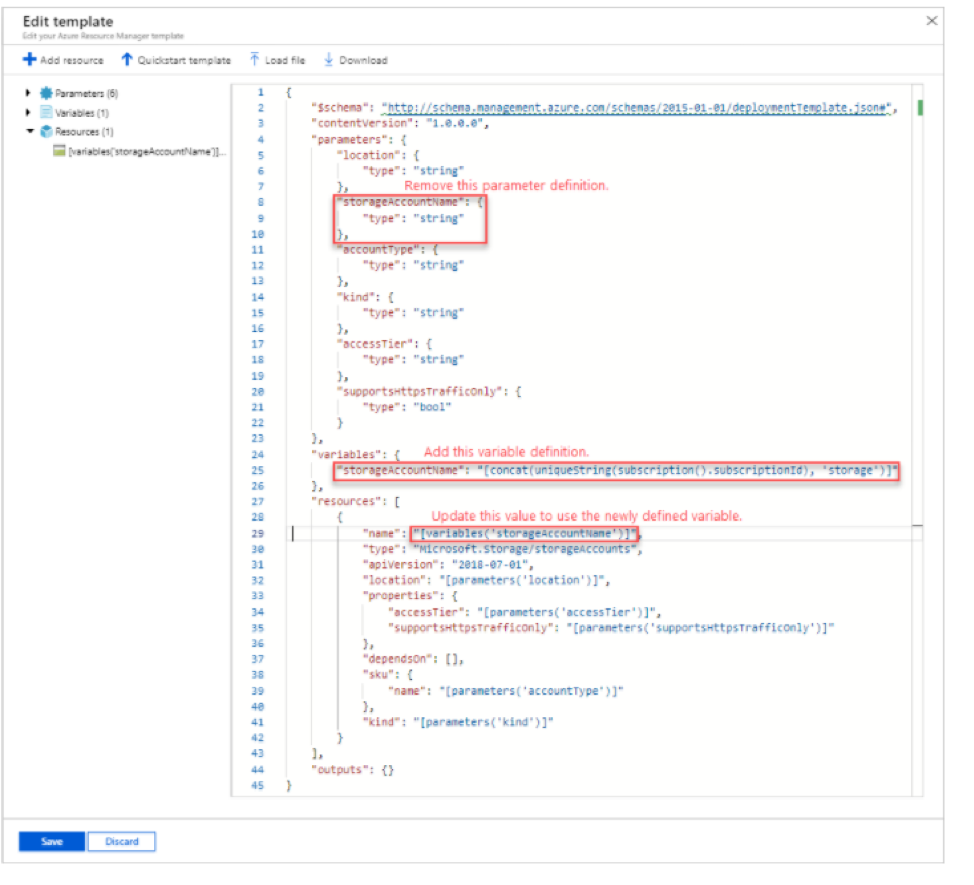 Edit template
Edit your Azure Resource Manager template
Add resource Quickstart template Load file Download
Parameters (6)
Variables (1)
Resources (1)
[variables('storageAccountName')]...
1 {
2 "$schema": "http://schema.management.azure.com/schemas/2015-01-01/deploymentTemplate.json#",
3 "contentVersion": "1.0.0.0",
4 "parameters": {
5 "location": {
6 "type": "string"
7 },
Remove this parameter definition.
8 "storageAccountName": {
9 "type": "string"
10 },
11 "accountType": {
12 "type": "string"
13 },
14 "kind": {
15 "type": "string"
16 },
17 "accessTier": {
18 "type": "string"
19 },
20 "supportsHttpsTrafficOnly": {
21 "type": "bool"
22 }
23 },
24 "variables": {
Add this variable definition.
25 "storageAccountName": "[concat(uniqueString(subscription().subscriptionId), 'storage')]"
26 },
27 "resources": [
28 {
Update this value to use the newly defined variable.
29 "name": "[variables('storageAccountName')]",
30 "type": "Microsoft.Storage/storageAccounts",
31 "apiVersion": "2018-07-01",
32 "location": "[parameters('location')]",
33 "properties": {
34 "accessTier": "[parameters('accessTier')]",
35 "supportsHttpsTrafficOnly": "[parameters('supportsHttpsTrafficOnly')]"
36 },
37 "dependsOn": [],
38 "sku": {
39 "name": "[parameters('accountType')]"
40 },
41 "kind": "[parameters('kind')]"
42 }
43 ],
44 "outputs": {}
45 }
Save Discard